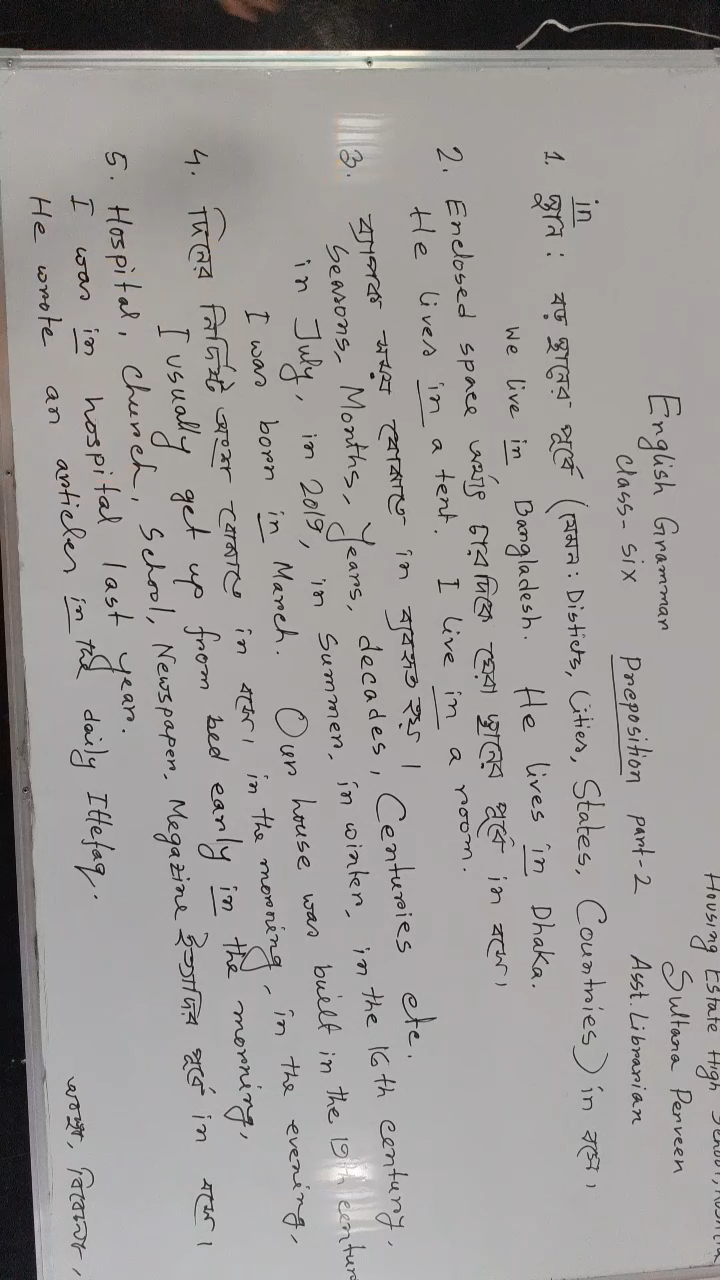 Housing Estate High School,
Sultana Perveen
English Grammar
Asst. Librarian
class - six Preposition part-2
in
1. স্থান : বড় স্থানের পূর্বে (যেমন : Disticts, Cities, States, Countries) in বসে।
We live in Bangladesh. He lives in Dhaka.
2. Enclosed space অর্থাৎ চারদিকে ঘেরা স্থানের পূর্বে in বসে।
He lives in a tent. I live in a room.
3. ব্যাপক সময় বোঝাতে in ব্যবহৃত হয়।
Seasons, Months, Years, decades, Centuries etc.
in July, in 2019, in summer, in winter, in the 16th century,
I was born in March. Our house was built in the 19th centur
4. দিনের নির্দিষ্ট অংশ বোঝাতে in বসে। in the morning, in the evening,
I usually get up from bed early in the morning,
5. Hospital, Church, School, Newspaper, Megazine ইত্যাদির পূর্বে in বসে।
I was in hospital last year.
He wrote an articles in the daily Ittefaq.